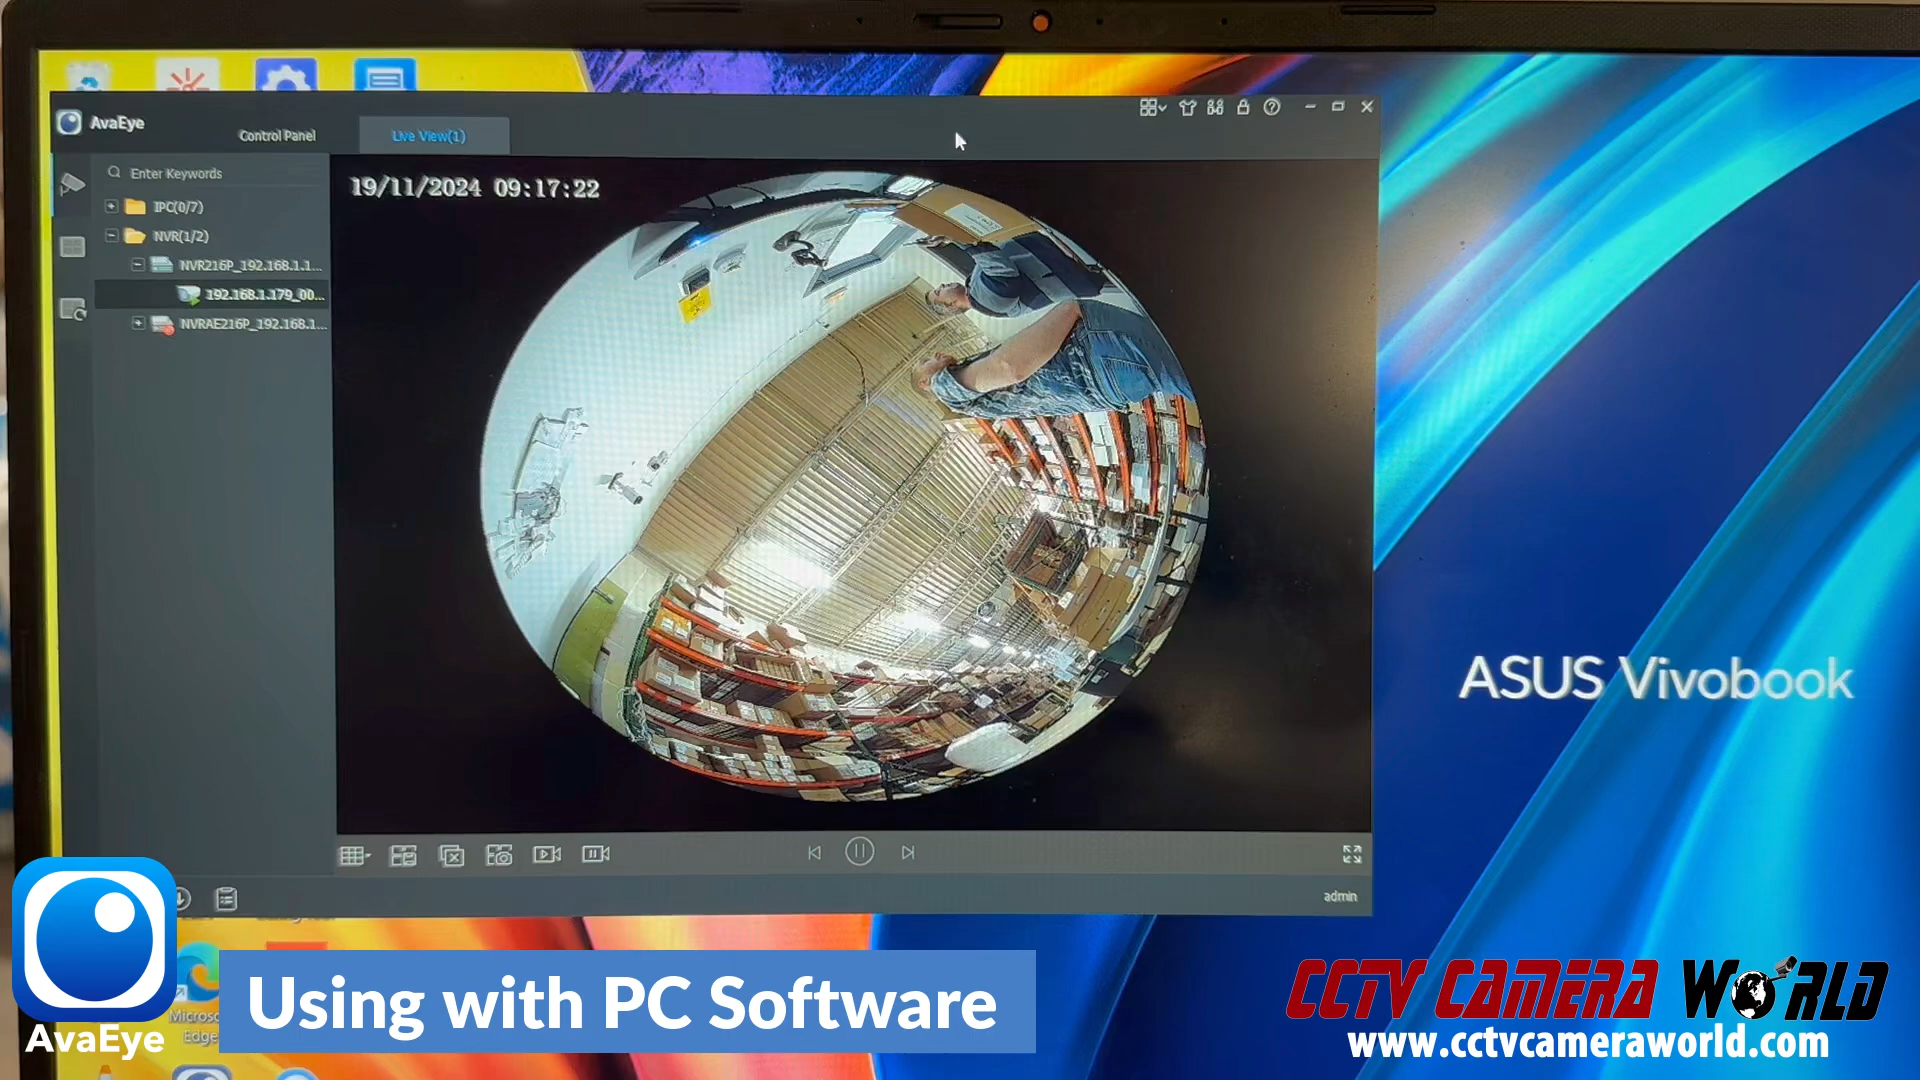 AvaEye
Control Panel
Live View(1)
Enter Keywords
IPC(0/7)
NVR(1/2)
NVR216P_192.168.1.1...
192.168.1.179_00...
NVRAE216P_192.168.1...
19/11/2024 09:17:22
ASUS Vivobook
admin
Edge
AvaEye
Using with PC Software
CCTV CAMERA WORLD
www.cctvcameraworld.com